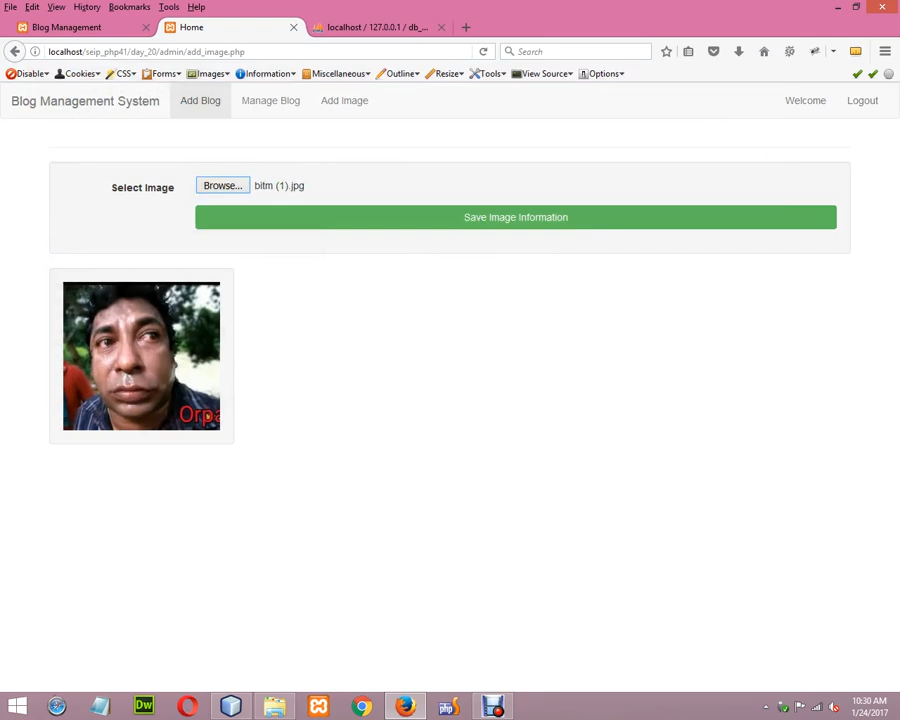 File Edit View History Bookmarks Tools Help
Blog Management Home localhost / 127.0.0.1 / db_...
localhost/seip_php41/day_20/admin/add_image.php Search
Disable Cookies CSS Forms Images Information Miscellaneous Outline Resize Tools View Source Options
Blog Management System Add Blog Manage Blog Add Image Welcome Logout
Select Image Browse... bitm (1).jpg
Save Image Information
Dw php
10:30 AM
1/24/2017